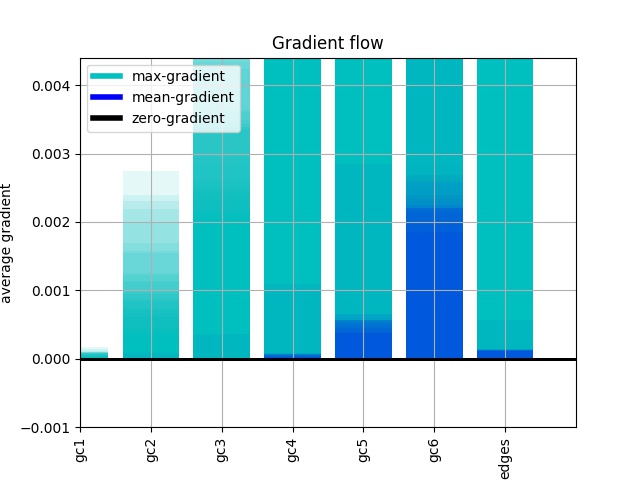 Gradient flow
max-gradient
mean-gradient
zero-gradient
average gradient
0.004
0.003
0.002
0.001
0.000
−0.001
gc1
gc2
gc3
gc4
gc5
gc6
edges